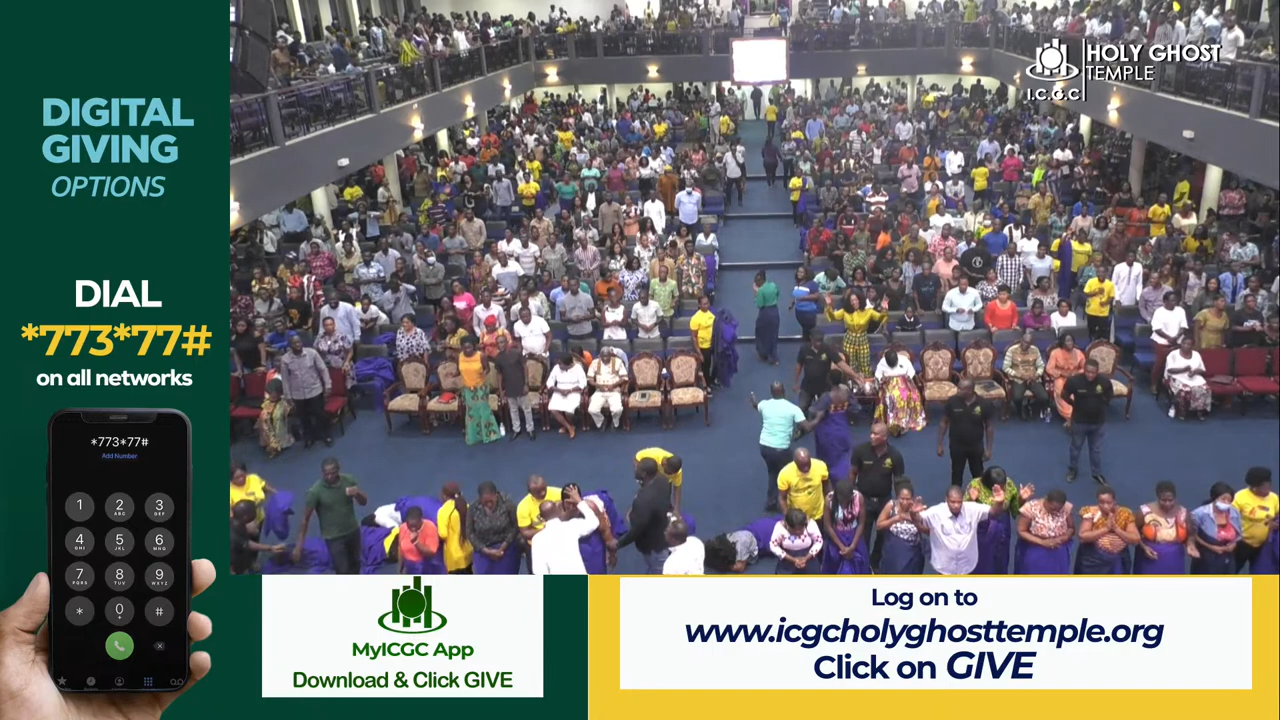 DIGITAL
GIVING
OPTIONS
DIAL
*773*77#
on all networks
*773*77#
Add Number
1
2
ABC
3
DEF
4
GHI
5
JKL
6
MNO
7
PQRS
8
TUV
9
WXYZ
*
0
+
#
HOLY GHOST
TEMPLE
I.C.G.C
MyICGC App
Download & Click GIVE
Log on to
www.icgcholyghosttemple.org
Click on GIVE